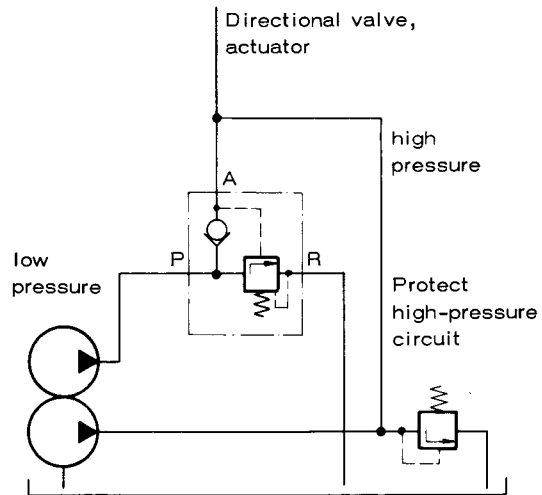 Directional valve,
actuator
high
pressure
A
P
R
low
pressure
Protect
high-pressure
circuit